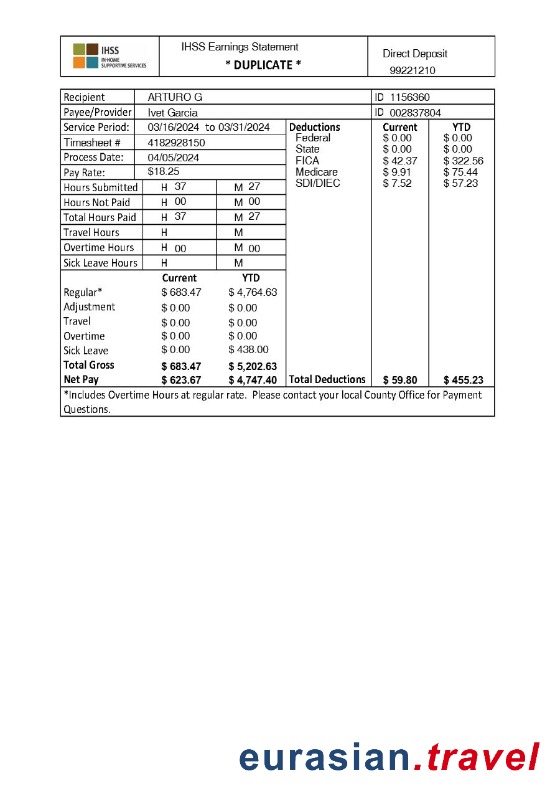 IHSS
IN-HOME
SUPPORTIVE SERVICES
IHSS Earnings Statement
* DUPLICATE *
Direct Deposit
99221210
Recipient ARTURO G ID 1156360
Payee/Provider Ivet Garcia ID 002837804
Service Period: 03/16/2024 to 03/31/2024 Deductions Current YTD
Federal $ 0.00 $ 0.00
Timesheet # 4182928150 State $ 0.00 $ 0.00
Process Date: 04/05/2024 FICA $ 42.37 $ 322.56
Pay Rate: $18.25 Medicare $ 9.91 $ 75.44
Hours Submitted H 37 M 27 SDI/DIEC $ 7.52 $ 57.23
Hours Not Paid H 00 M 00
Total Hours Paid H 37 M 27
Travel Hours H M
Overtime Hours H 00 M 00
Sick Leave Hours H M
Current YTD
Regular* $ 683.47 $ 4,764.63
Adjustment $ 0.00 $ 0.00
Travel $ 0.00 $ 0.00
Overtime $ 0.00 $ 0.00
Sick Leave $ 0.00 $ 438.00
Total Gross $ 683.47 $ 5,202.63
Net Pay $ 623.67 $ 4,747.40 Total Deductions $ 59.80 $ 455.23
*Includes Overtime Hours at regular rate. Please contact your local County Office for Payment
Questions.
eurasian.travel